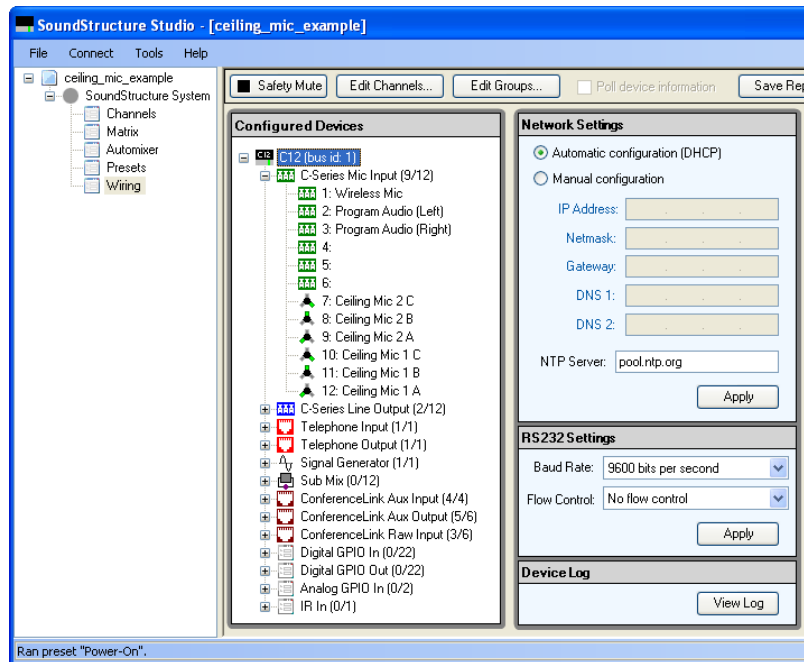 SoundStructure Studio - [ceiling_mic_example]
File Connect Tools Help
ceiling_mic_example
SoundStructure System
Channels
Matrix
Automixer
Presets
Wiring
Safety Mute Edit Channels... Edit Groups... Poll device information Save Rep
Configured Devices
C12 C12 (bus id: 1)
C-Series Mic Input (9/12)
1: Wireless Mic
2: Program Audio (Left)
3: Program Audio (Right)
4:
5:
6:
7: Ceiling Mic 2 C
8: Ceiling Mic 2 B
9: Ceiling Mic 2 A
10: Ceiling Mic 1 C
11: Ceiling Mic 1 B
12: Ceiling Mic 1 A
C-Series Line Output (2/12)
Telephone Input (1/1)
Telephone Output (1/1)
Signal Generator (1/1)
Sub Mix (0/12)
ConferenceLink Aux Input (4/4)
ConferenceLink Aux Output (5/6)
ConferenceLink Raw Input (3/6)
Digital GPIO In (0/22)
Digital GPIO Out (0/22)
Analog GPIO In (0/2)
IR In (0/1)
Network Settings
Automatic configuration (DHCP)
Manual configuration
IP Address: . . .
Netmask: . . .
Gateway: . . .
DNS 1: . . .
DNS 2: . . .
NTP Server: pool.ntp.org
Apply
RS232 Settings
Baud Rate: 9600 bits per second
Flow Control: No flow control
Apply
Device Log
View Log
Ran preset "Power-On".